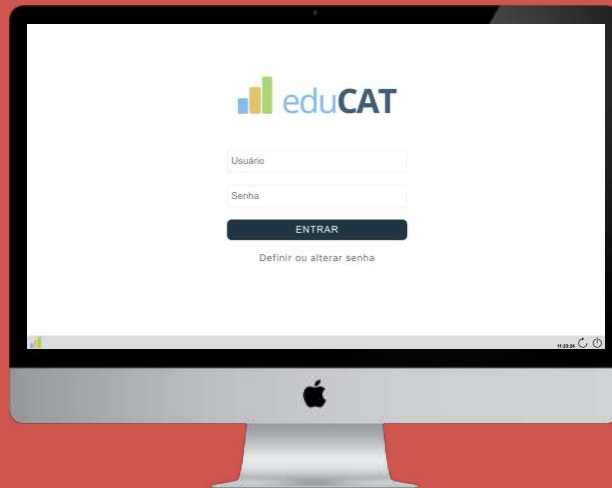 eduCAT
Usuário
Senha
ENTRAR
Definir ou alterar senha
11:23:24